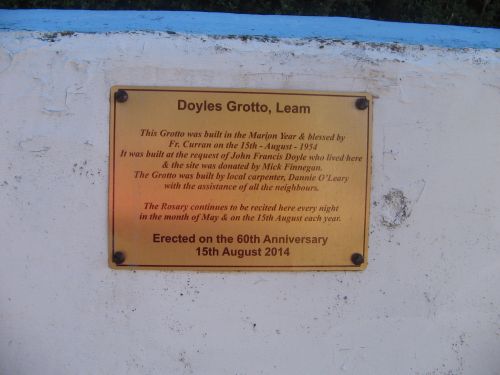 Doyles Grotto, Leam
This Grotto was built in the Marion Year & blessed by
Fr. Curran on the 15th - August - 1954
It was built at the request of John Francis Doyle who lived here
& the site was donated by Mick Finnegan.
The Grotto was built by local carpenter, Dannie O'Leary
with the assistance of all the neighbours.
The Rosary continues to be recited here every night
in the month of May & on the 15th August each year.
Erected on the 60th Anniversary
15th August 2014